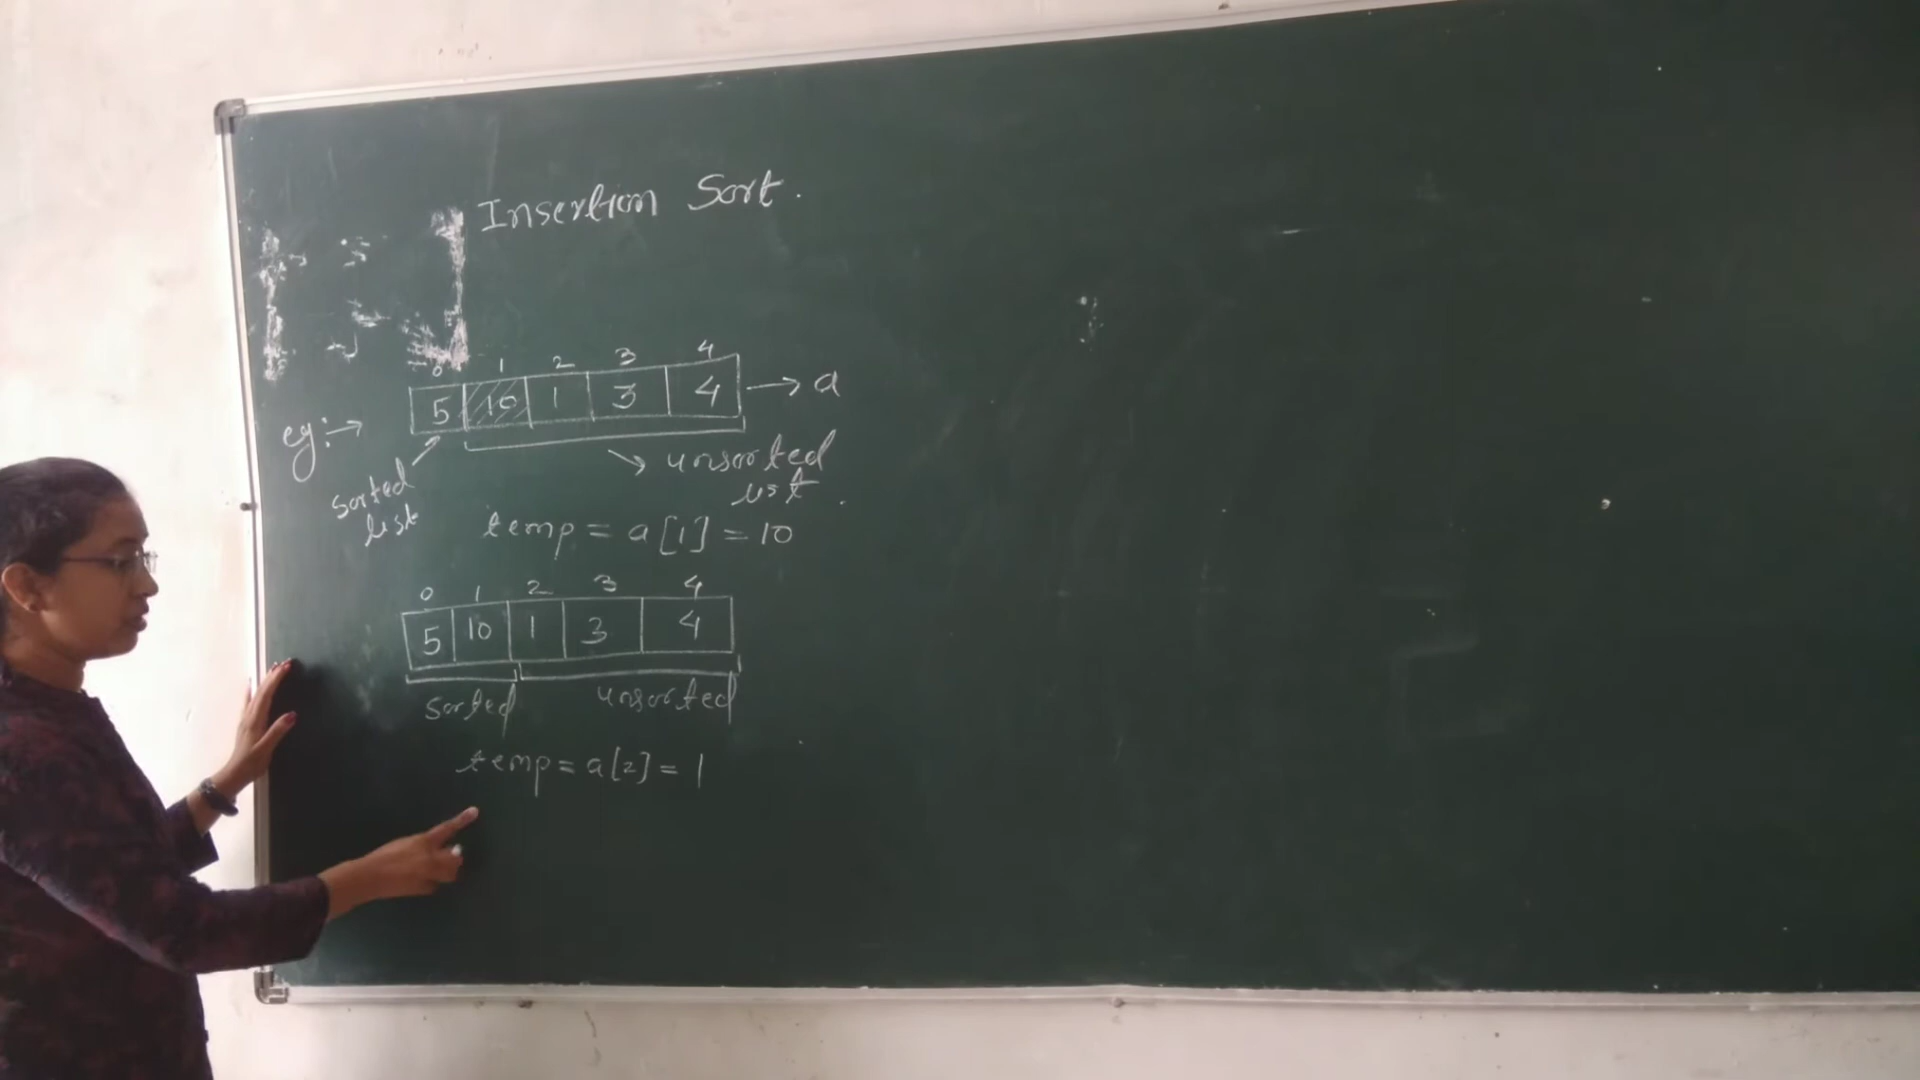 Insertion Sort.
0 1 2 3 4
eg:→ 5 10 1 3 4 → a
sorted list
→ unsorted list.
temp = a[1] = 10
0 1 2 3 4
5 10 1 3 4
sorted unsorted
temp = a[2] = 1